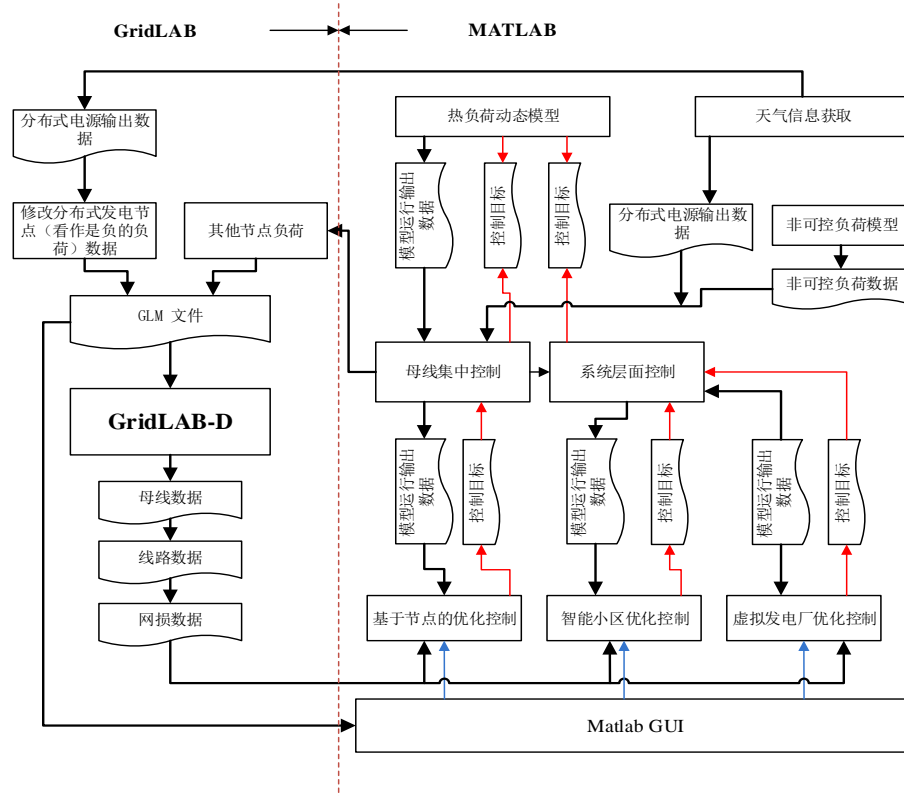 GridLAB
MATLAB
分布式电源输出数
据
热负荷动态模型
天气信息获取
修改分布式发电节
点（看作是负的负
荷）数据
其他节点负荷
模型运行输出
数据
控制目标
控制目标
分布式电源输出数
据
非可控负荷模型
非可控负荷数据
GLM 文件
母线集中控制
系统层面控制
GridLAB-D
模型运行输出
数据
控制目标
模型运行输出
数据
控制目标
模型运行输出
数据
控制目标
母线数据
线路数据
网损数据
基于节点的优化控制
智能小区优化控制
虚拟发电厂优化控制
Matlab GUI